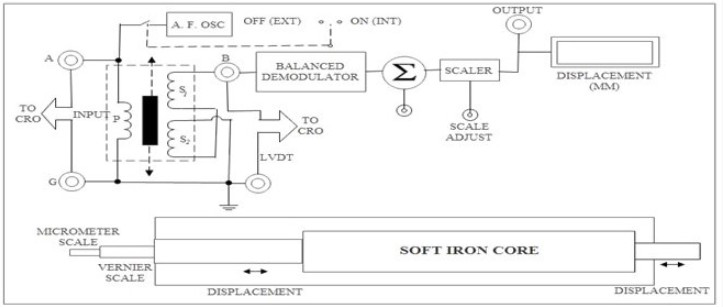 OUTPUT
A. F. OSC
OFF (EXT)
ON (INT)
A
B
BALANCED
DEMODULATOR
Σ
SCALER
DISPLACEMENT
(MM)
TO
CRO
INPUT
P
S1
S2
TO
CRO
SCALE
ADJUST
LVDT
G
MICROMETER
SCALE
VERNIER
SCALE
SOFT IRON CORE
DISPLACEMENT
DISPLACEMENT